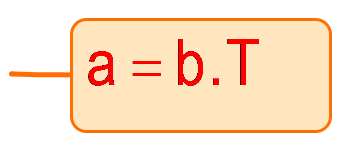 a = b.T